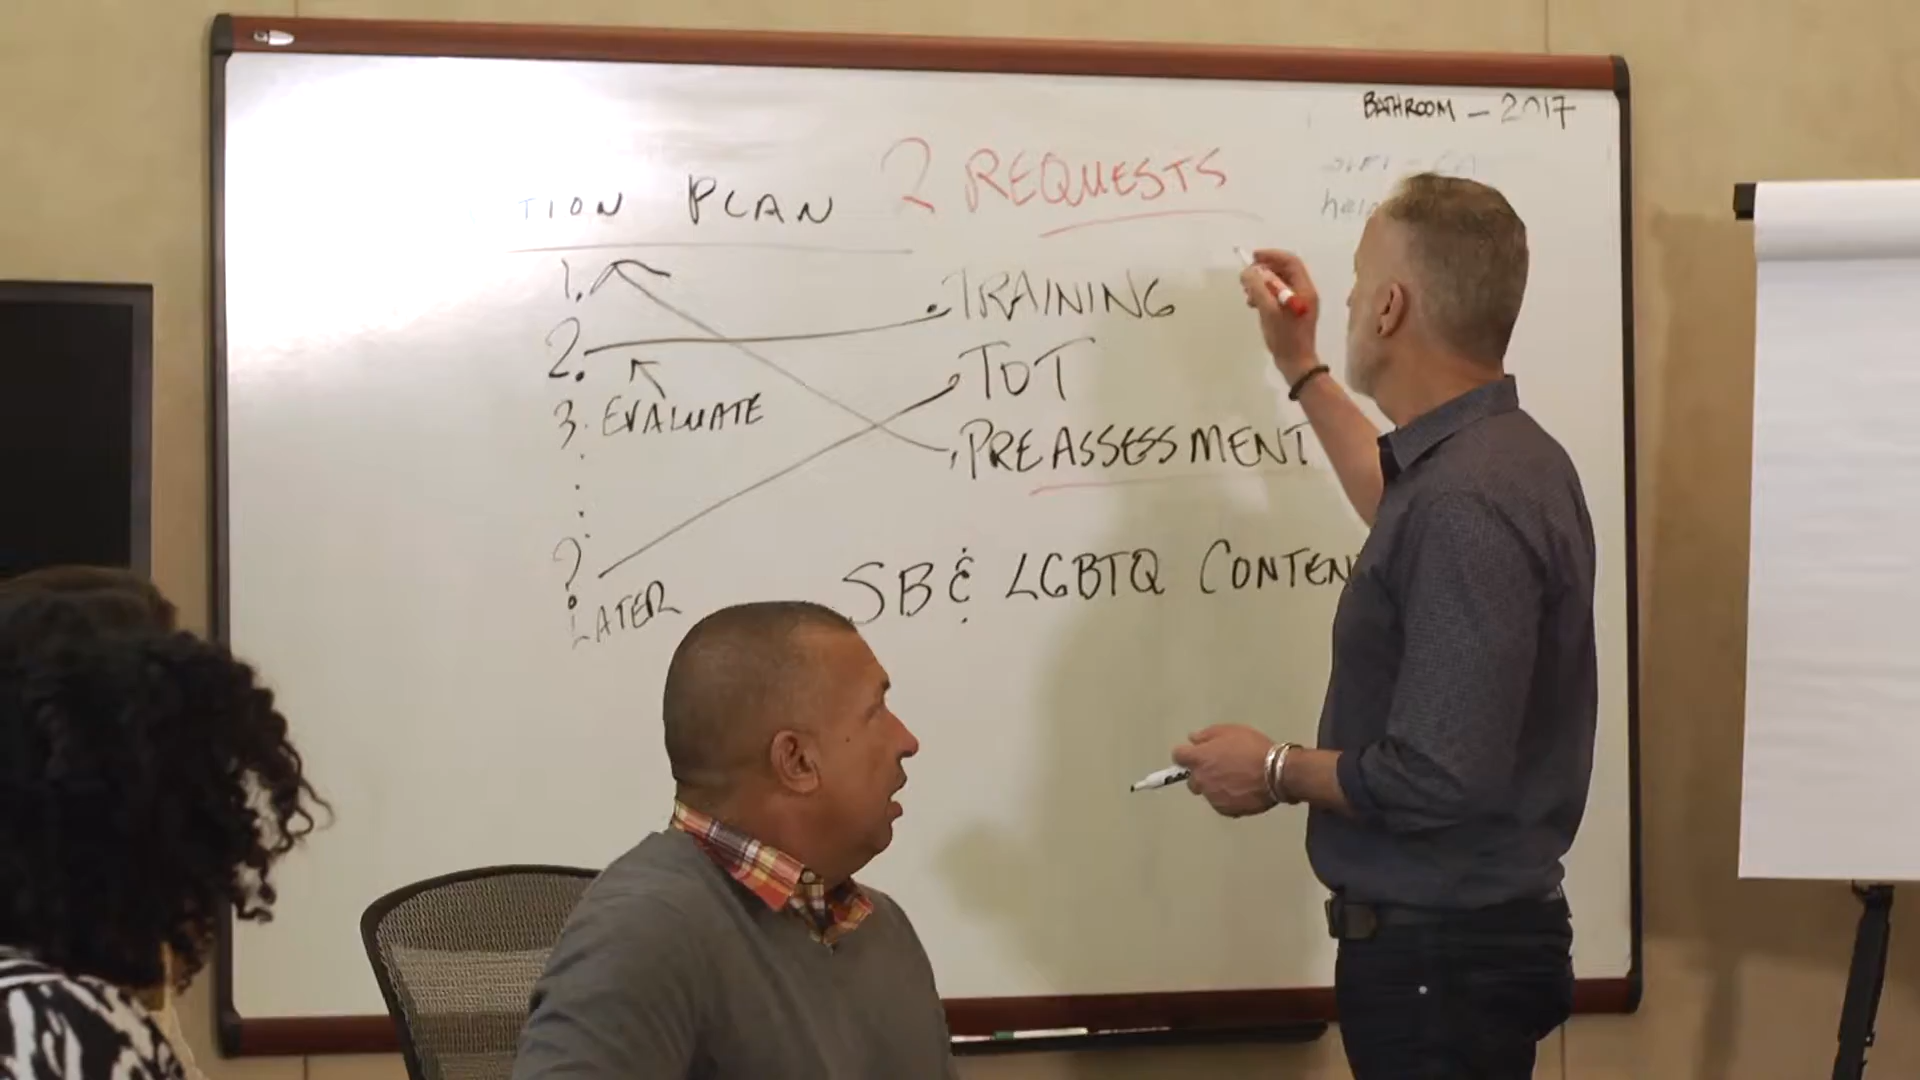 BATHROOM - 2017
TION PLAN
2 REQUESTS
1.
2.
3. EVALUATE
?
LATER
. TRAINING
TOT
PREASSESSMENT
SB & LGBTQ CONTEN